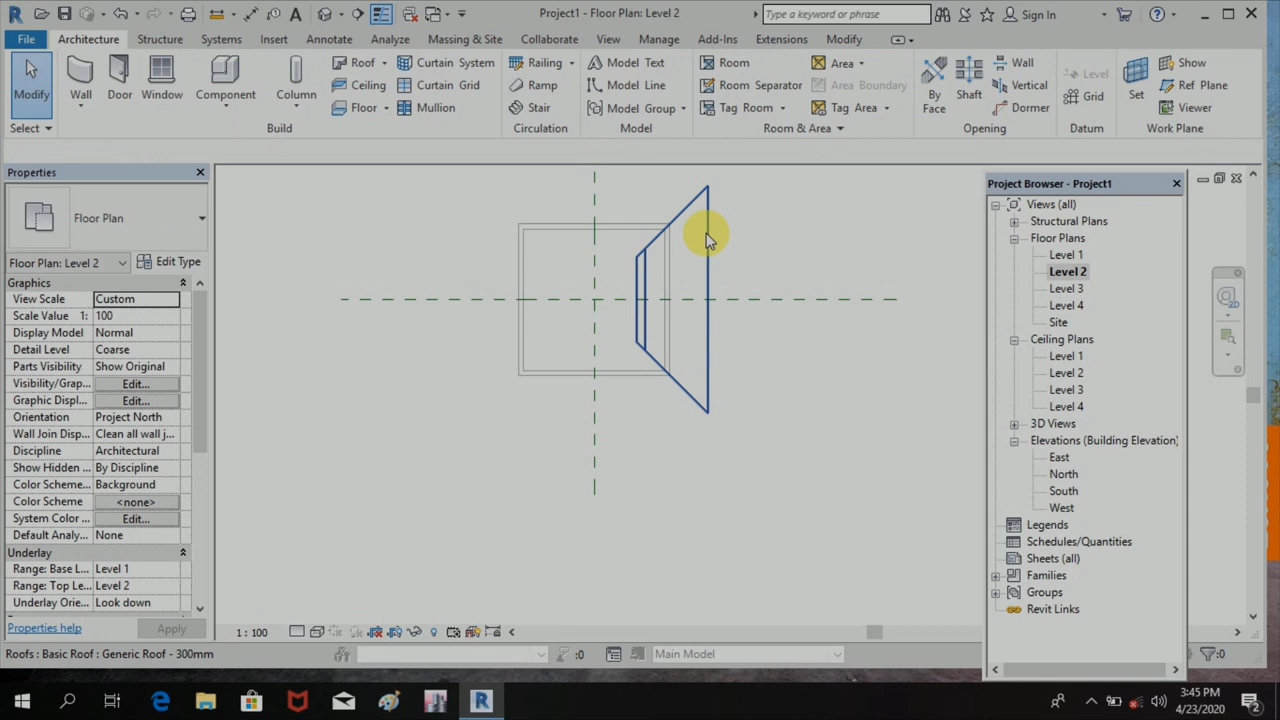 Project1 - Floor Plan: Level 2
Type a keyword or phrase
Sign In
File Architecture Structure Systems Insert Annotate Analyze Massing & Site Collaborate View Manage Add-Ins Extensions Modify
Modify
Wall
Door
Window
Component
Column
Roof
Ceiling
Floor
Curtain System
Curtain Grid
Mullion
Railing
Ramp
Stair
Model Text
Model Line
Model Group
Room
Room Separator
Tag Room
Area
Area Boundary
Tag Area
By Face
Shaft
Wall
Vertical
Dormer
Level
Grid
Set
Show
Ref Plane
Viewer
Select
Build
Circulation
Model
Room & Area
Opening
Datum
Work Plane
Properties
Floor Plan
Floor Plan: Level 2 Edit Type
Graphics
View Scale Custom
Scale Value 1: 100
Display Model Normal
Detail Level Coarse
Parts Visibility Show Original
Visibility/Grap... Edit...
Graphic Displ... Edit...
Orientation Project North
Wall Join Disp... Clean all wall j...
Discipline Architectural
Show Hidden ... By Discipline
Color Scheme... Background
Color Scheme <none>
System Color ... Edit...
Default Analy... None
Underlay
Range: Base L... Level 1
Range: Top Le... Level 2
Underlay Orie... Look down
Properties help Apply
1 : 100
Project Browser - Project1
Views (all)
Structural Plans
Floor Plans
Level 1
Level 2
Level 3
Level 4
Site
Ceiling Plans
Level 1
Level 2
Level 3
Level 4
3D Views
Elevations (Building Elevation)
East
North
South
West
Legends
Schedules/Quantities
Sheets (all)
Families
Groups
Revit Links
Roofs : Basic Roof : Generic Roof - 300mm
:0
Main Model
:0
3:45 PM
4/23/2020
2